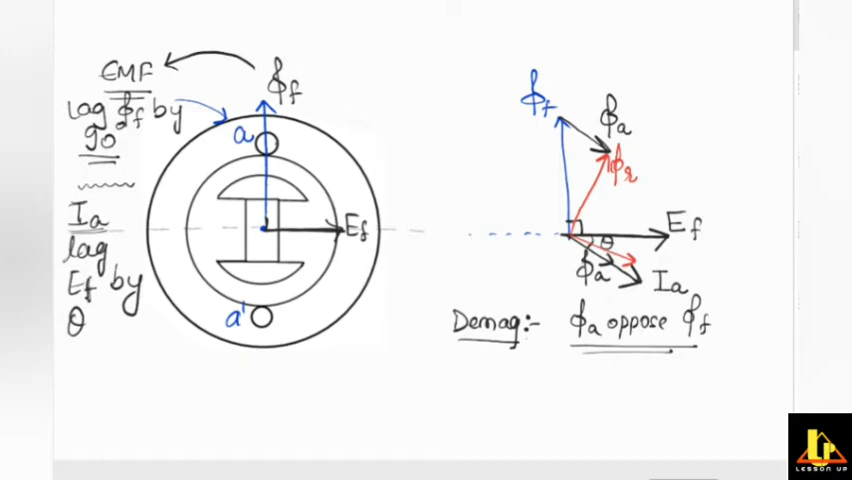 EMF
lag ϕf by
90°
Ia
lag
Ef by
θ
ϕf
a
Ef
a'
ϕf
ϕa
ϕr
Ef
θ
ϕa
Ia
Demag:- ϕa oppose ϕf
LESSON UP